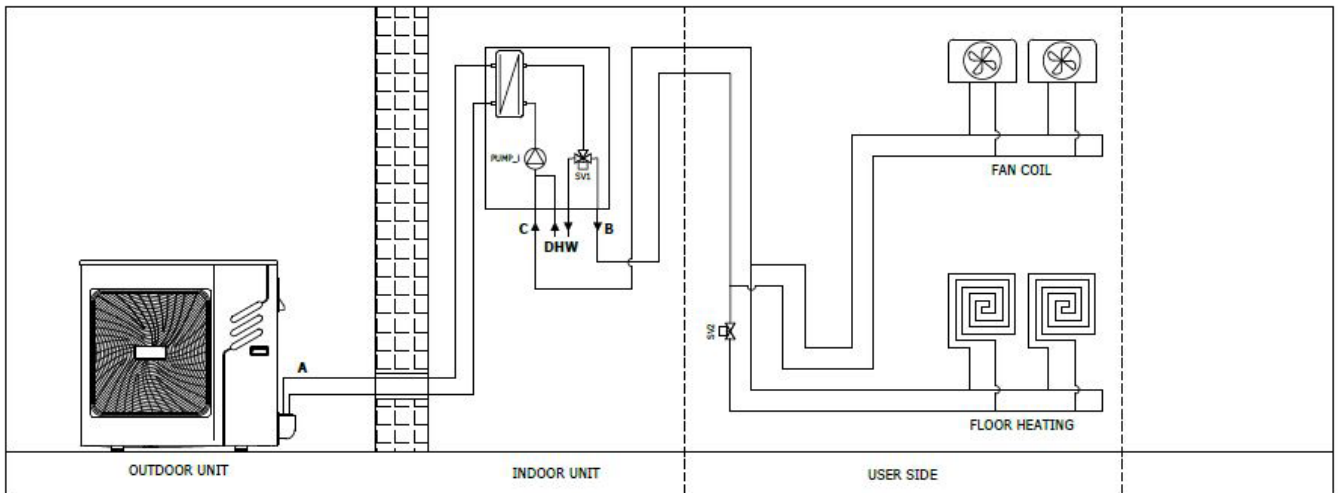 PUMP_I
SV1
C
DHW
B
FAN COIL
SV2
A
FLOOR HEATING
OUTDOOR UNIT
INDOOR UNIT
USER SIDE